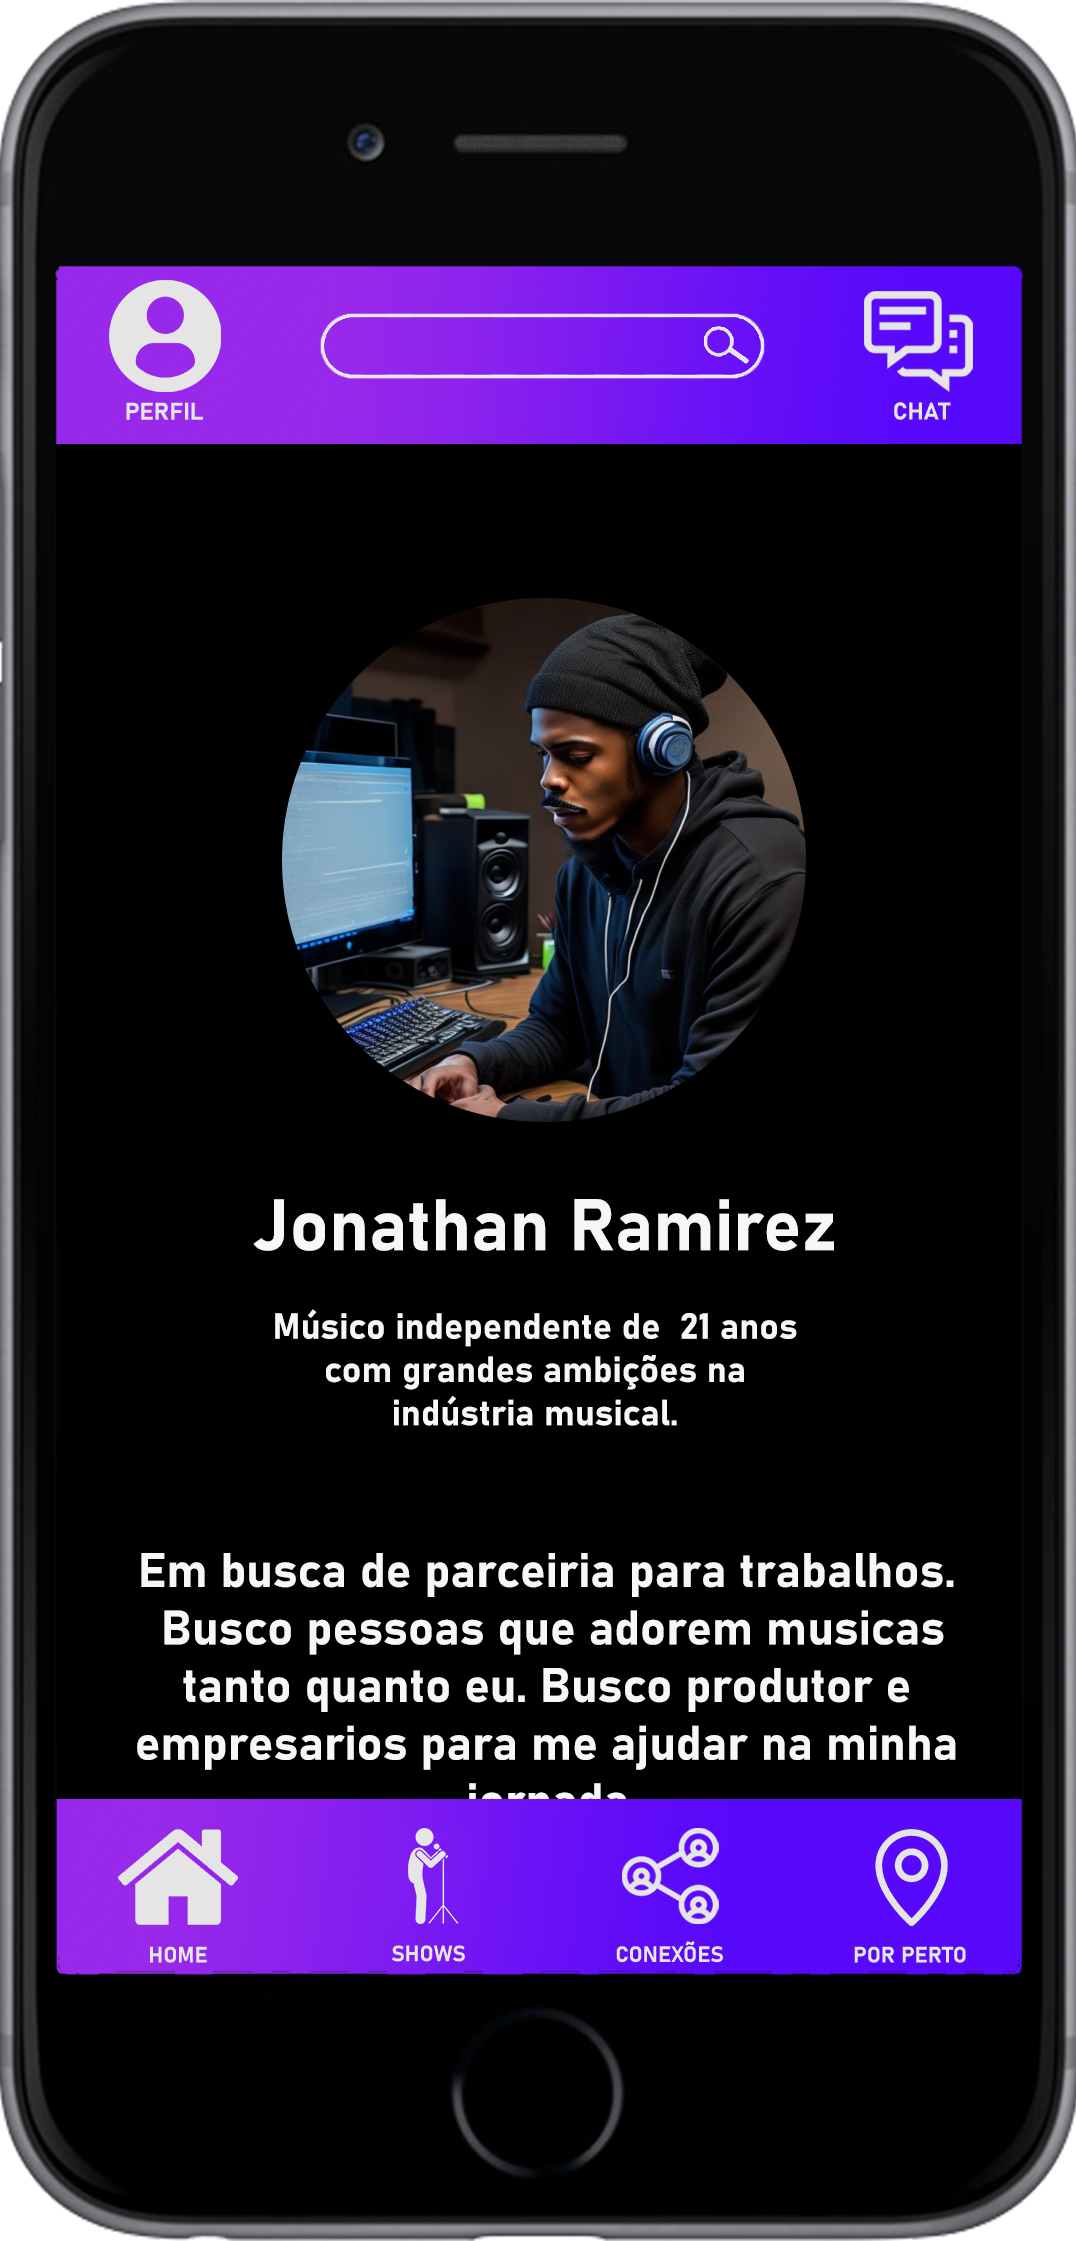 PERFIL
CHAT
Jonathan Ramirez
Músico independente de 21 anos
com grandes ambições na
indústria musical.
Em busca de parceiria para trabalhos.
Busco pessoas que adorem musicas
tanto quanto eu. Busco produtor e
empresarios para me ajudar na minha
jornada
HOME
SHOWS
CONEXÕES
POR PERTO